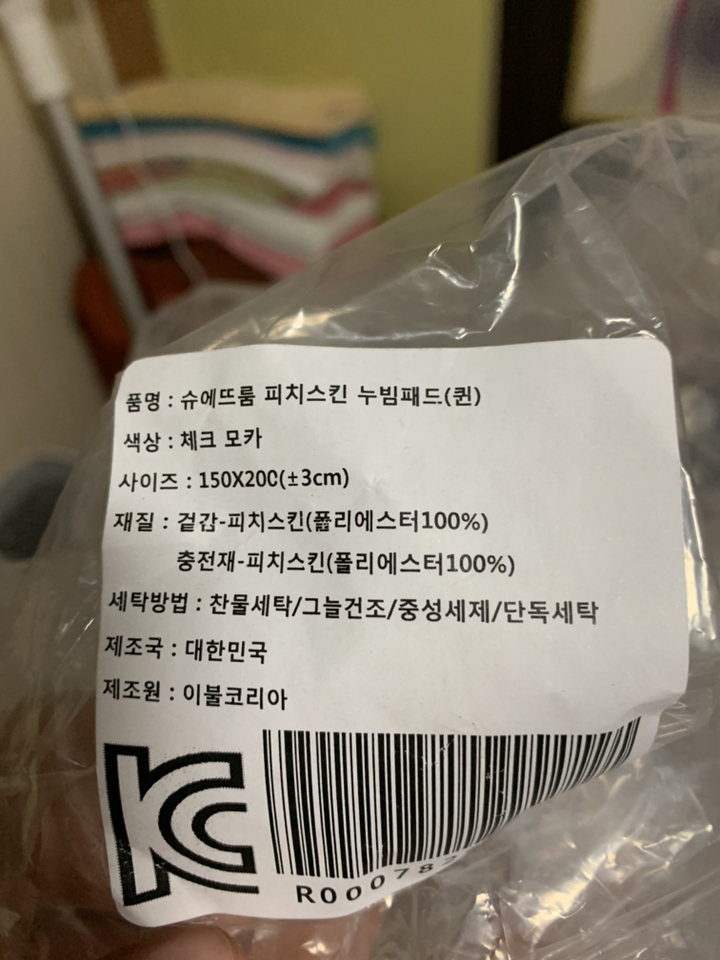 품명 : 슈에뜨룸 피치스킨 누빔패드(퀸)
색상 : 체크 모카
사이즈 : 150X200(±3cm)
재질 : 겉감-피치스킨(폴리에스터100%)
충전재-피치스킨(폴리에스터100%)
세탁방법 : 찬물세탁/그늘건조/중성세제/단독세탁
제조국 : 대한민국
제조원 : 이불코리아
KC
R000782